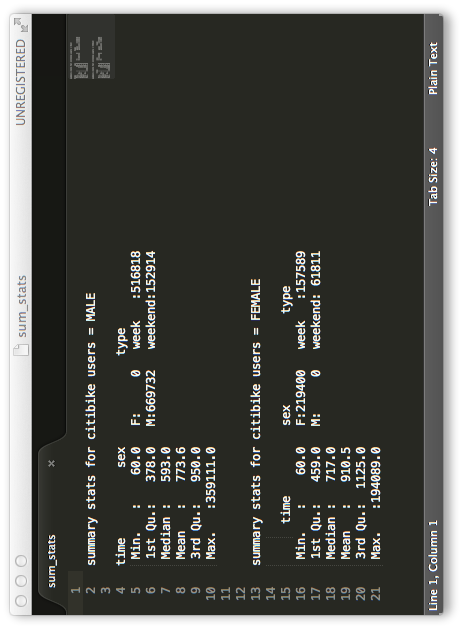 sum_stats
UNREGISTERED
sum_stats ×
1
2 summary stats for citibike users = MALE
3
4 time sex type
5 Min. : 60.0 F: 0 week :516818
6 1st Qu.: 378.0 M:669732 weekend:152914
7 Median : 593.0
8 Mean : 773.6
9 3rd Qu.: 950.0
10 Max. :359111.0
11
12
13 summary stats for citibike users = FEMALE
14
15 time sex type
16 Min. : 60.0 F:219400 week :157589
17 1st Qu.: 459.0 M: 0 weekend: 61811
18 Median : 717.0
19 Mean : 910.5
20 3rd Qu.: 1125.0
21 Max. :194089.0
Line 1, Column 1
Tab Size: 4
Plain Text